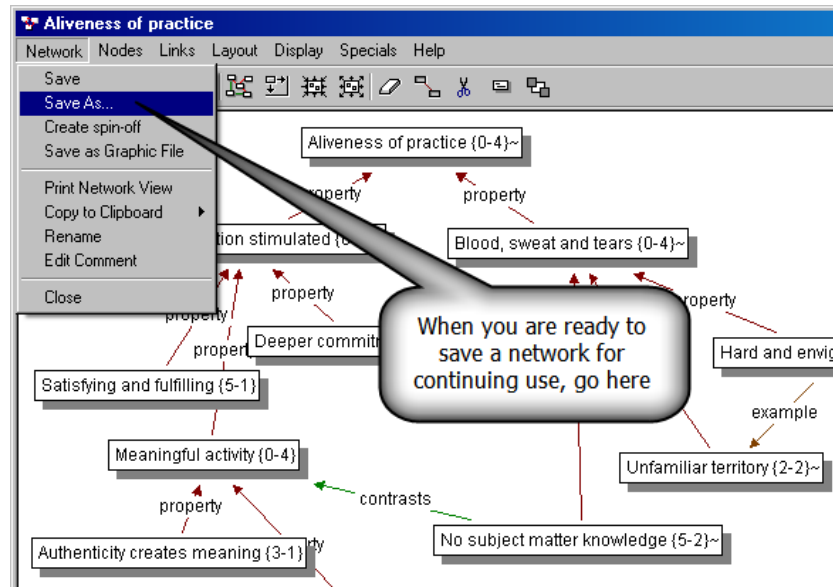 Aliveness of practice
Network Nodes Links Layout Display Specials Help
Save
Save As...
Create spin-off
Save as Graphic File
Print Network View
Copy to Clipboard
Rename
Edit Comment
Close
Aliveness of practice {0-4}~
property
property
tion stimulated
Blood, sweat and tears {0-4}~
property
property
property
property
Deeper commit
When you are ready to
save a network for
continuing use, go here
Hard and
Satisfying and fulfilling {5-1}
example
Meaningful activity {0-4}
Unfamiliar territory {2-2}~
property
contrasts
No subject matter knowledge {5-2}~
Authenticity creates meaning {3-1}